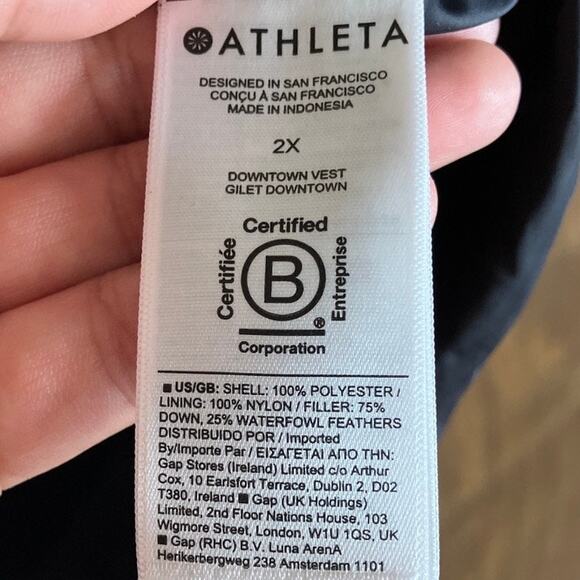 ATHLETA
DESIGNED IN SAN FRANCISCO
CONÇU À SAN FRANCISCO
MADE IN INDONESIA
2X
DOWNTOWN VEST
GILET DOWNTOWN
Certified
Certifiée
B
Entreprise
®
Corporation
■ US/GB: SHELL: 100% POLYESTER /
LINING: 100% NYLON / FILLER: 75%
DOWN, 25% WATERFOWL FEATHERS
DISTRIBUIDO POR / Imported
By/Importe Par / ΕΙΣΑΓΕΤΑΙ ΑΠΟ ΤΗΝ:
Gap Stores (Ireland) Limited c/o Arthur
Cox, 10 Earlsfort Terrace, Dublin 2, D02
T380, Ireland ■ Gap (UK Holdings)
Limited, 2nd Floor Nations House, 103
Wigmore Street, London, W1U 1QS, UK
■ Gap (RHC) B.V. Luna ArenA
Herikerbergweg 238 Amsterdam 1101